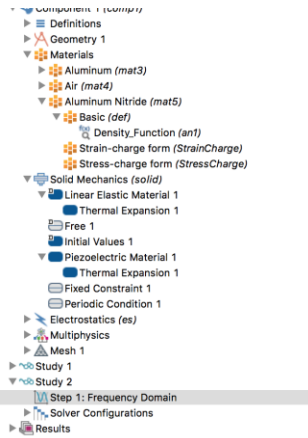 Component 1 (comp1)
Definitions
Geometry 1
Materials
Aluminum (mat3)
Air (mat4)
Aluminum Nitride (mat5)
Basic (def)
Density_Function (an1)
Strain-charge form (StrainCharge)
Stress-charge form (StressCharge)
Solid Mechanics (solid)
Linear Elastic Material 1
Thermal Expansion 1
Free 1
Initial Values 1
Piezoelectric Material 1
Thermal Expansion 1
Fixed Constraint 1
Periodic Condition 1
Electrostatics (es)
Multiphysics
Mesh 1
Study 1
Study 2
Step 1: Frequency Domain
Solver Configurations
Results